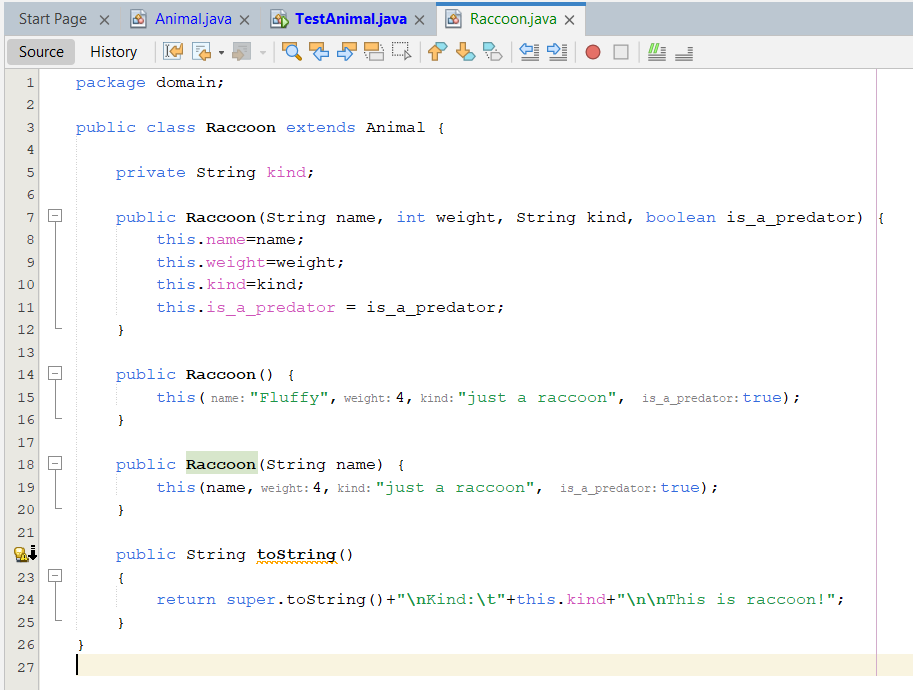 Start Page Animal.java TestAnimal.java Raccoon.java
Source History
1 package domain;
2
3 public class Raccoon extends Animal {
4
5 private String kind;
6
7 public Raccoon(String name, int weight, String kind, boolean is_a_predator) {
8 this.name=name;
9 this.weight=weight;
10 this.kind=kind;
11 this.is_a_predator = is_a_predator;
12 }
13
14 public Raccoon() {
15 this( name: "Fluffy", weight: 4, kind: "just a raccoon", is_a_predator: true);
16 }
17
18 public Raccoon(String name) {
19 this(name, weight: 4, kind: "just a raccoon", is_a_predator: true);
20 }
21
public String toString()
23 {
24 return super.toString()+"\nKind:\t"+this.kind+"\n\nThis is raccoon!";
25 }
26 }
27